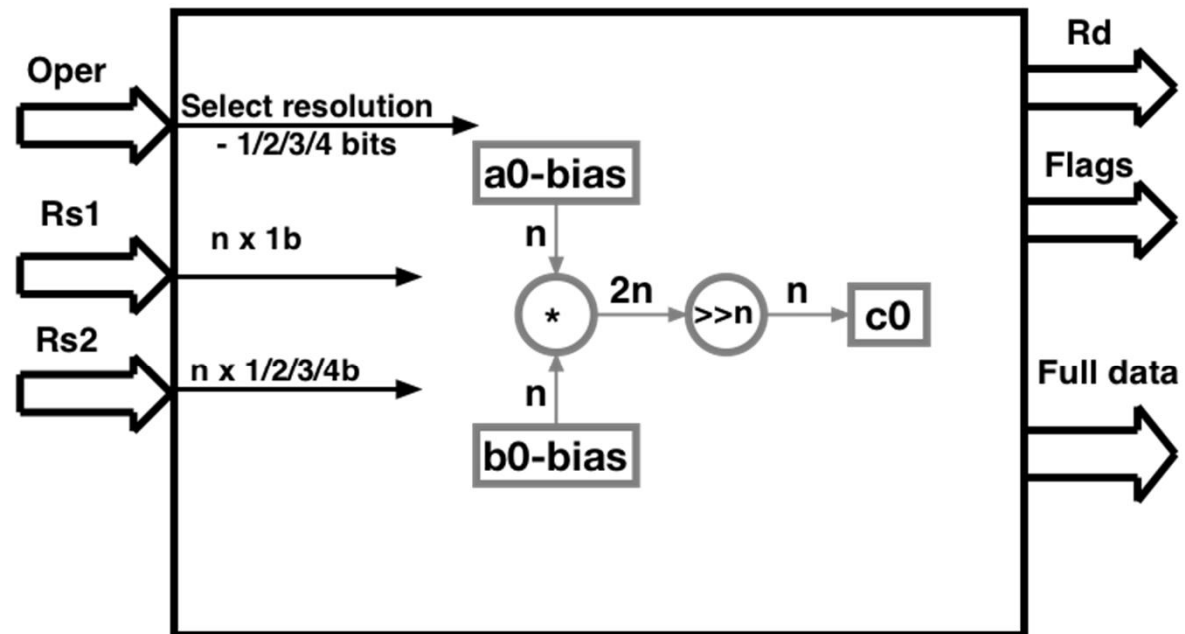 Oper
Select resolution
- 1/2/3/4 bits
Rs1
n x 1b
Rs2
n x 1/2/3/4b
a0-bias
n
*
2n
>>n
n
c0
n
b0-bias
Rd
Flags
Full data